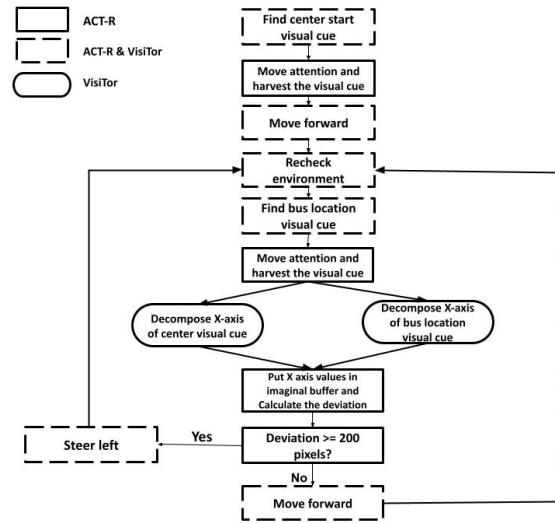 ACT-R
ACT-R & VisiTor
VisiTor
Find center start
visual cue
Move attention and
harvest the visual cue
Move forward
Recheck
environment
Find bus location
visual cue
Move attention and
harvest the visual cue
Decompose X-axis
of center visual cue
Decompose X-axis
of bus location
visual cue
Put X axis values in
imaginal buffer and
Calculate the deviation
Steer left
Yes
Deviation >= 200
pixels?
No
Move forward